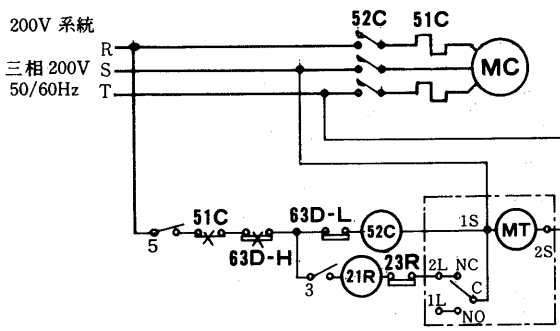 200V 系統
52C 51C
R
三相 200V S
50/60Hz T
MC
51C 63D-L
5
63D-H
52C
1S MT
2S
3
21R 23R 2L NC
C
1L NO